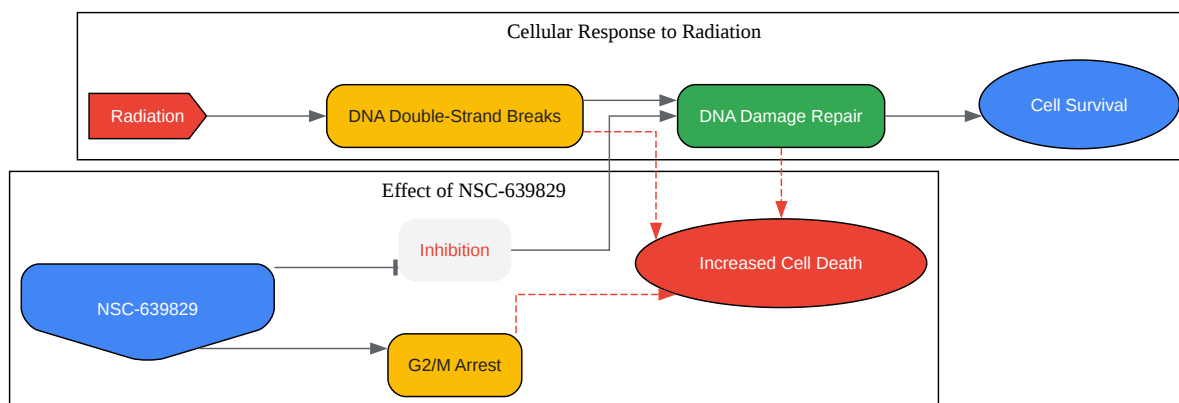 Cellular Response to Radiation
Radiation
DNA Double-Strand Breaks
DNA Damage Repair
Cell Survival
Effect of NSC-639829
Inhibition
Increased Cell Death
NSC-639829
G2/M Arrest